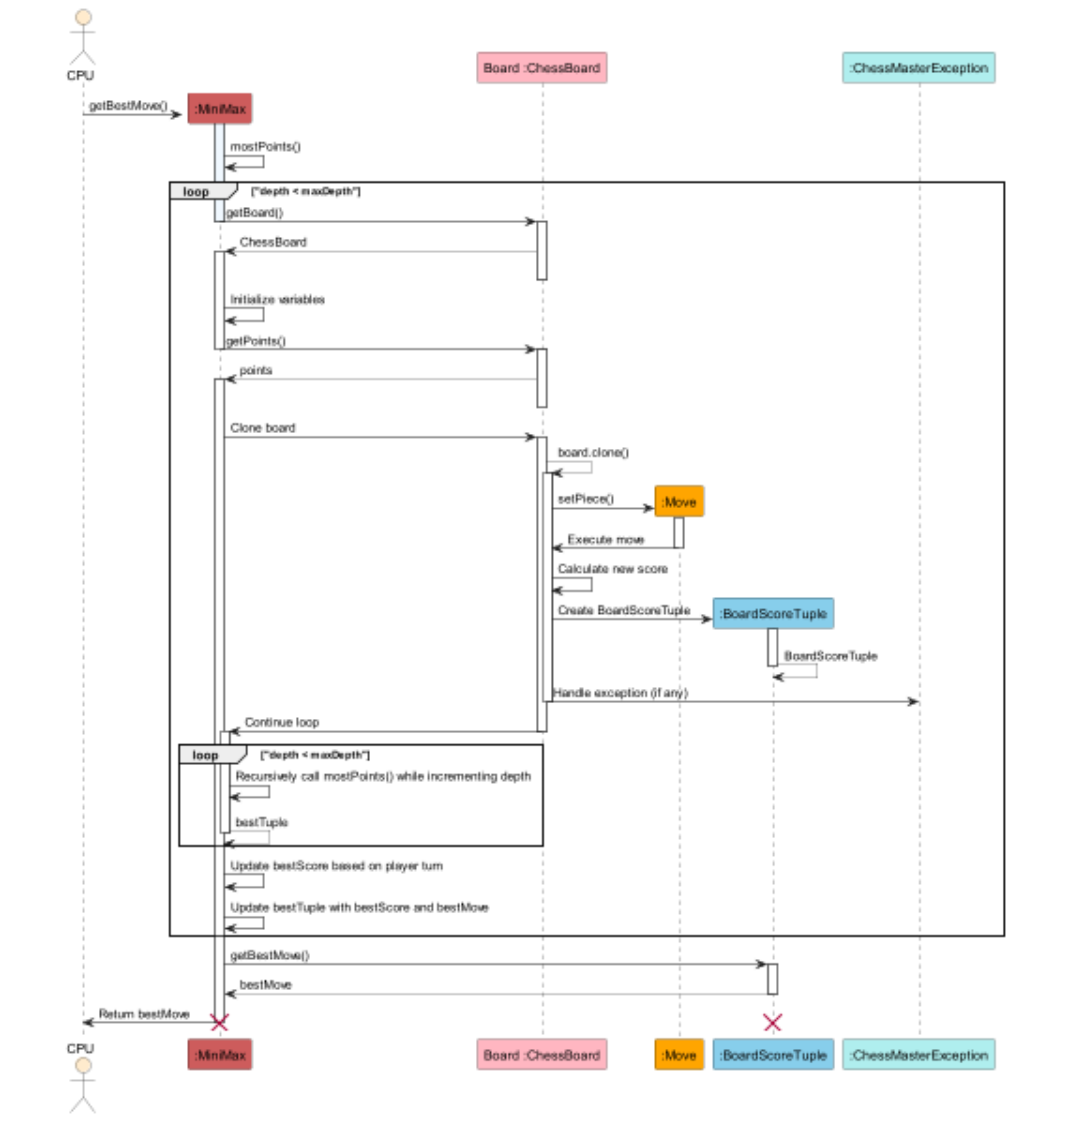 CPU
Board :ChessBoard
:ChessMasterException
getBestMove()
:MiniMax
mostPoints()
loop ["depth < maxDepth"]
getBoard()
ChessBoard
Initialize variables
getPoints()
points
Clone board
board.clone()
setPiece()
:Move
Execute move
Calculate new score
Create BoardScoreTuple
:BoardScoreTuple
BoardScoreTuple
Handle exception (if any)
Continue loop
loop ["depth < maxDepth"]
Recursively call mostPoints() while incrementing depth
bestTuple
Update bestScore based on player turn
Update bestTuple with bestScore and bestMove
getBestMove()
bestMove
Return bestMove
CPU
:MiniMax
Board :ChessBoard
:Move
:BoardScoreTuple
:ChessMasterException